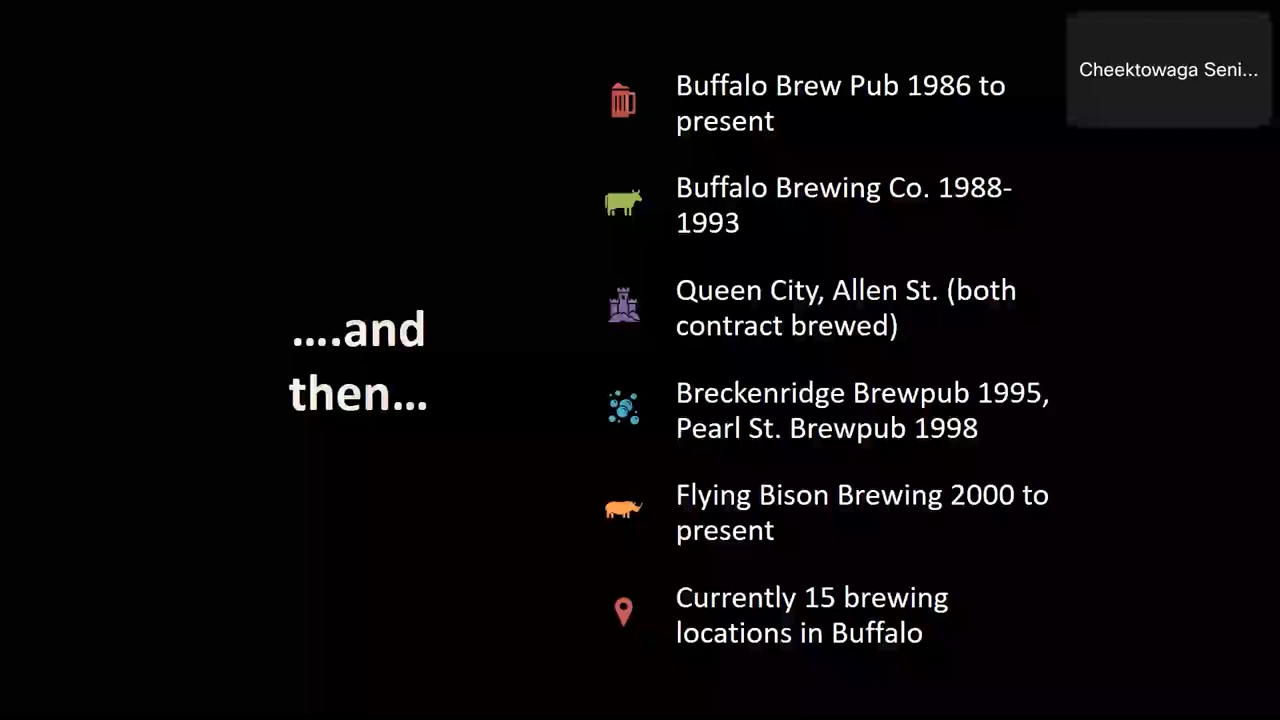 Cheektowaga Seni...
Buffalo Brew Pub 1986 to
present
Buffalo Brewing Co. 1988-
1993
Queen City, Allen St. (both
contract brewed)
....and
then...
Breckenridge Brewpub 1995,
Pearl St. Brewpub 1998
Flying Bison Brewing 2000 to
present
Currently 15 brewing
locations in Buffalo